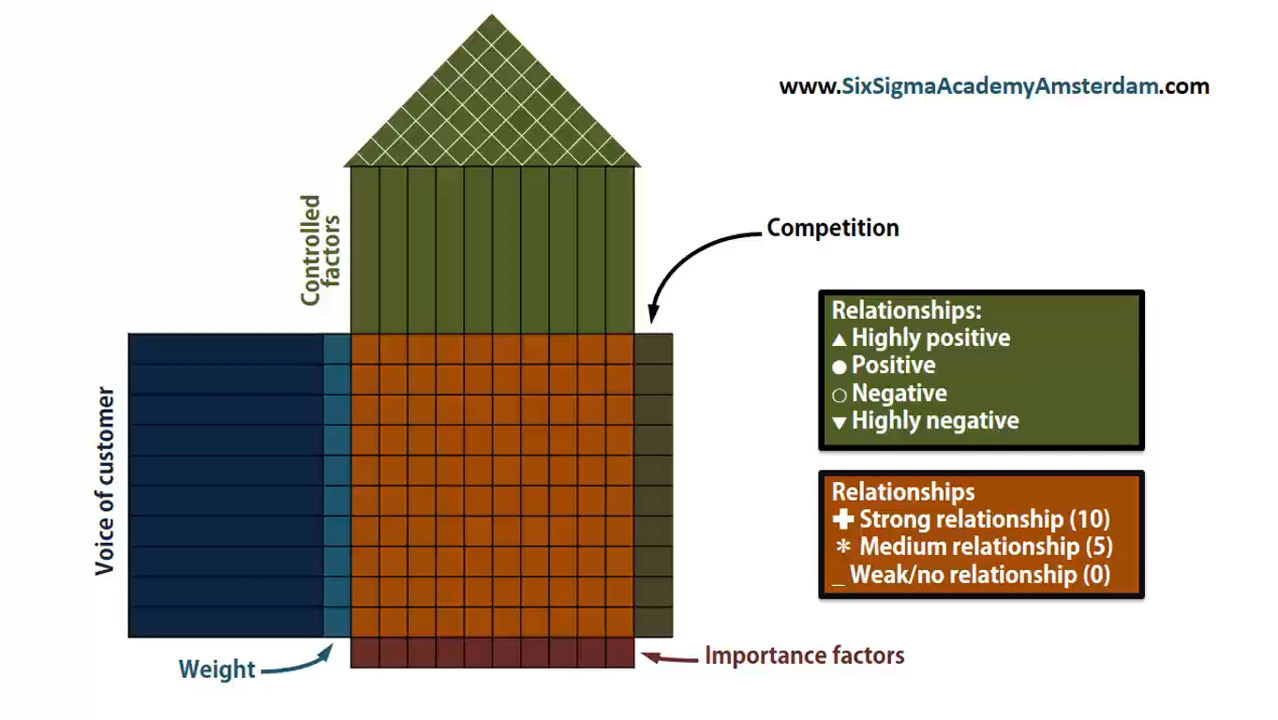 www.SixSigmaAcademyAmsterdam.com
Controlled
factors
Competition
Relationships:
▲ Highly positive
● Positive
○ Negative
▼ Highly negative
Voice of customer
Relationships
✚ Strong relationship (10)
* Medium relationship (5)
_ Weak/no relationship (0)
Weight
Importance factors